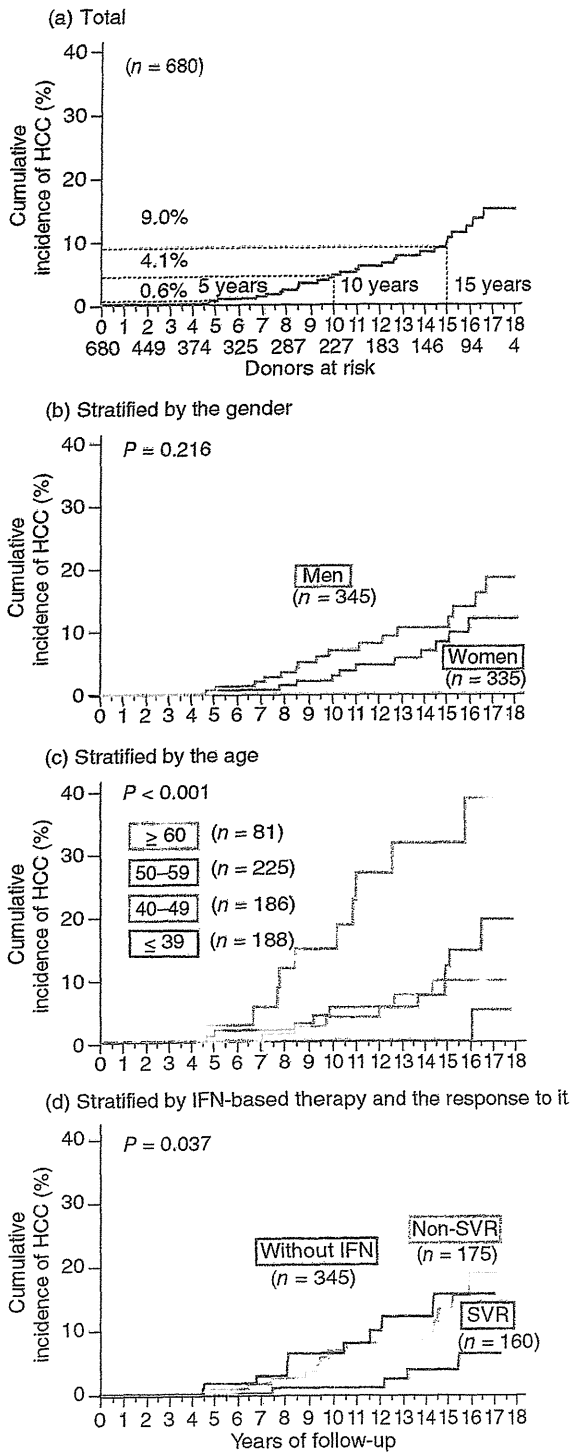 (a) Total
40
(n = 680)
30
20
9.0%
10
4.1%
0.6%
5 years
10 years
15 years
0
Cumulative
incidence of HCC (%)
0 1 2 3 4 5 6 7 8 9 10 11 12 13 14 15 16 17 18
680 449 374 325 287 227 183 146 94 4
Donors at risk
(b) Stratified by the gender
40
P = 0.216
30
20
Men
(n = 345)
10
Women
(n = 335)
0
Cumulative
incidence of HCC (%)
0 1 2 3 4 5 6 7 8 9 10 11 12 13 14 15 16 17 18
(c) Stratified by the age
40
P < 0.001
≥ 60 (n = 81)
30
50–59 (n = 225)
40–49 (n = 186)
20
≤ 39 (n = 188)
10
0
Cumulative
incidence of HCC (%)
0 1 2 3 4 5 6 7 8 9 10 11 12 13 14 15 16 17 18
(d) Stratified by IFN-based therapy and the response to it
40
P = 0.037
30
Non-SVR
(n = 175)
Without IFN
(n = 345)
20
SVR
(n = 160)
10
0
Cumulative
incidence of HCC (%)
0 1 2 3 4 5 6 7 8 9 10 11 12 13 14 15 16 17 18
Years of follow-up